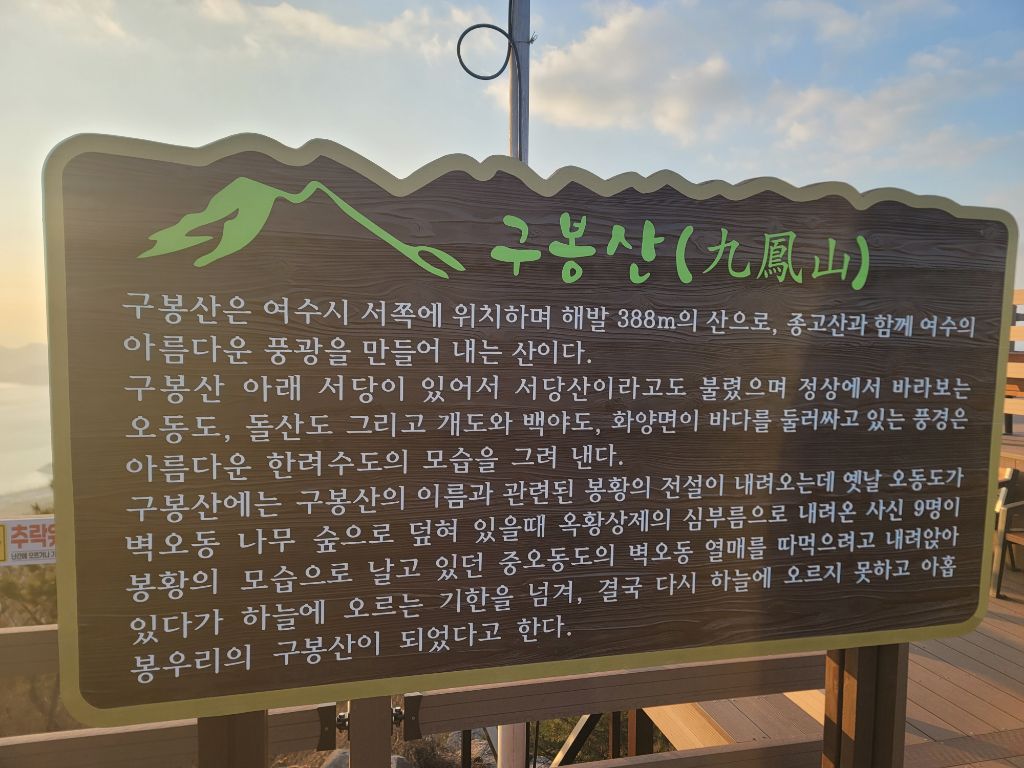 구봉산(九鳳山)
구봉산은 여수시 서쪽에 위치하며 해발 388m의 산으로, 종고산과 함께 여수의
아름다운 풍광을 만들어 내는 산이다.
구봉산 아래 서당이 있어서 서당산이라고도 불렸으며 정상에서 바라보는
오동도, 돌산도 그리고 개도와 백야도, 화양면이 바다를 둘러싸고 있는 풍경은
아름다운 한려수도의 모습을 그려 낸다.
구봉산에는 구봉산의 이름과 관련된 봉황의 전설이 내려오는데 옛날 오동도가
벽오동 나무 숲으로 덮혀 있을때 옥황상제의 심부름으로 내려온 사신 9명이
봉황의 모습으로 날고 있던 중오동도의 벽오동 열매를 따먹으려고 내려앉아
있다가 하늘에 오르는 기한을 넘겨, 결국 다시 하늘에 오르지 못하고 아홉
봉우리의 구봉산이 되었다고 한다.
추락